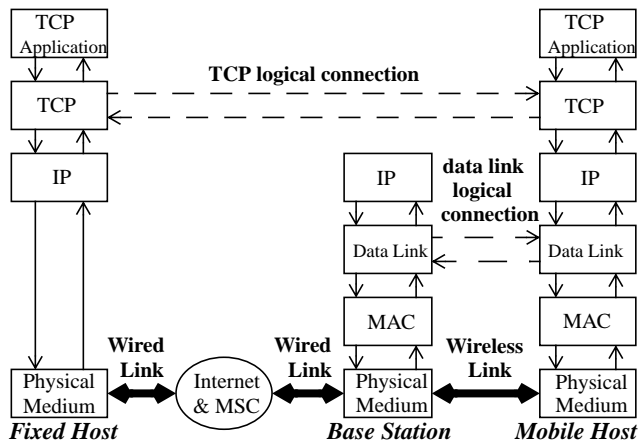 TCP
Application
TCP
Application
TCP logical connection
TCP
TCP
IP
IP
data link
logical
connection
IP
Data Link
Data Link
MAC
MAC
Wired
Link
Wired
Link
Wireless
Link
Physical
Medium
Internet
& MSC
Physical
Medium
Physical
Medium
Fixed Host
Base Station
Mobile Host